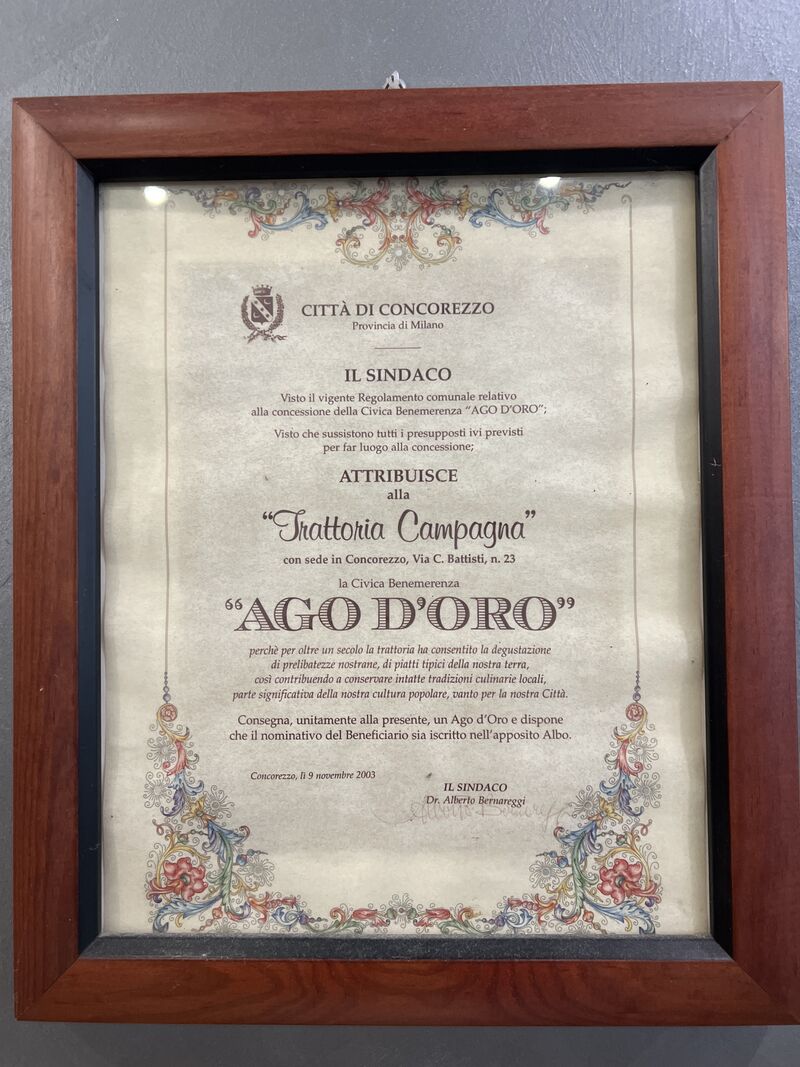 CITTÀ DI CONCOREZZO
Provincia di Milano
IL SINDACO
Visto il vigente Regolamento comunale relativo
alla concessione della Civica Benemerenza “AGO D’ORO”;
Visto che sussistono tutti i presupposti ivi previsti
per far luogo alla concessione;
ATTRIBUISCE
alla
“Trattoria Campagna”
con sede in Concorezzo, Via C. Battisti, n. 23
la Civica Benemerenza
“AGO D’ORO”
perchè per oltre un secolo la trattoria ha consentito la degustazione
di prelibatezze nostrane, di piatti tipici della nostra terra,
così contribuendo a conservare intatte tradizioni culinarie locali,
parte significativa della nostra cultura popolare, vanto per la nostra Città.
Consegna, unitamente alla presente, un Ago d’Oro e dispone
che il nominativo del Beneficiario sia iscritto nell’apposito Albo.
Concorezzo, lì 9 novembre 2003
IL SINDACO
Dr. Alberto Bernareggi